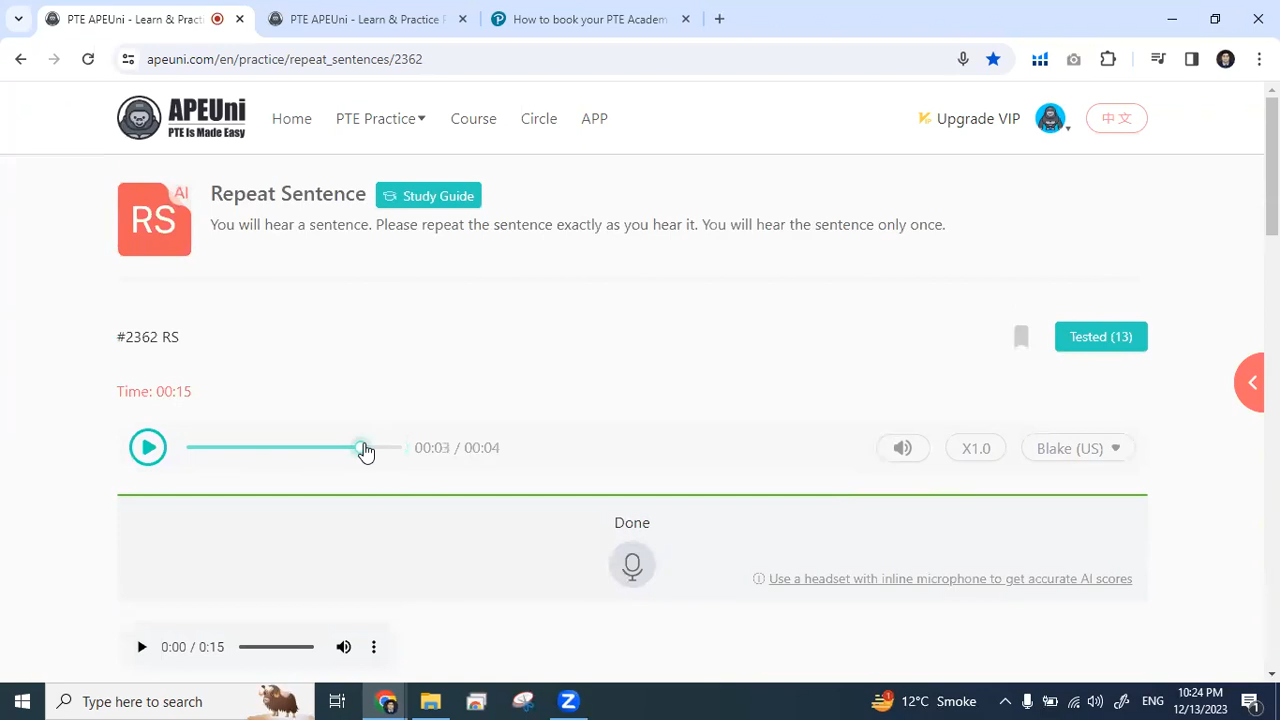 PTE APEUni - Learn & Practi
PTE APEUni - Learn & Practice F
How to book your PTE Academ
apeuni.com/en/practice/repeat_sentences/2362
APEUni
PTE Is Made Easy
Home
PTE Practice
Course
Circle
APP
Upgrade VIP
中文
RS
AI
Repeat Sentence
Study Guide
You will hear a sentence. Please repeat the sentence exactly as you hear it. You will hear the sentence only once.
#2362 RS
Tested (13)
Time: 00:15
00:03 / 00:04
X1.0
Blake (US)
Done
Use a headset with inline microphone to get accurate AI scores
0:00 / 0:15
Type here to search
1
12°C Smoke
ENG
10:24 PM
12/13/2023
1